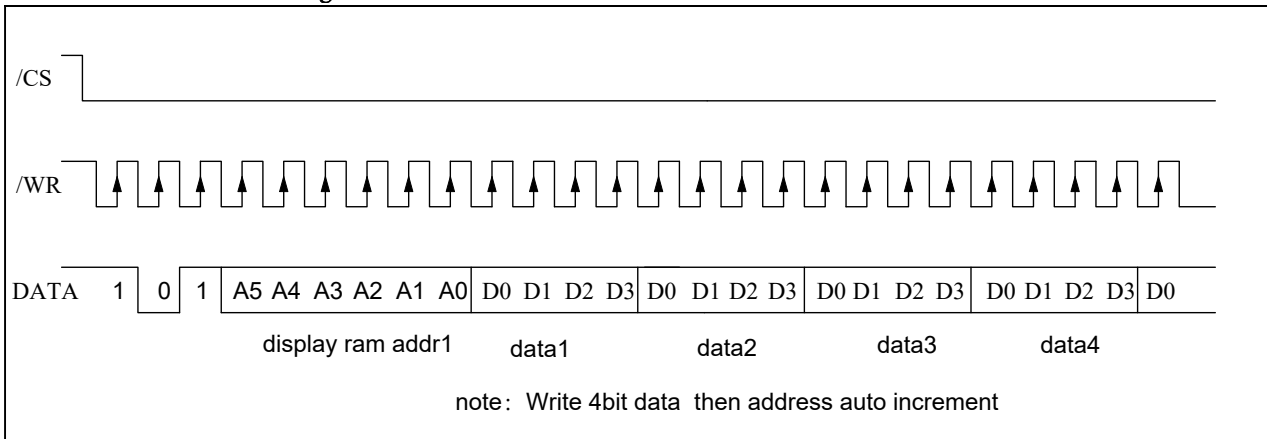 /CS
/WR
DATA 1 0 1 A5 A4 A3 A2 A1 A0 D0 D1 D2 D3 D0 D1 D2 D3 D0 D1 D2 D3 D0 D1 D2 D3 D0
display ram addr1 data1 data2 data3 data4
note: Write 4bit data then address auto increment